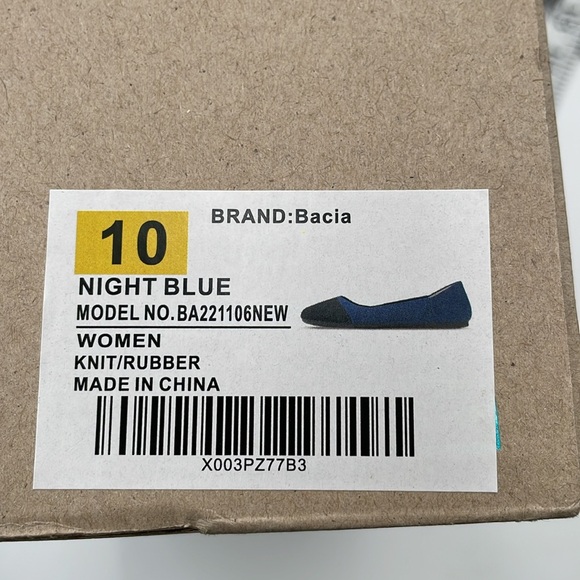 10
BRAND:Bacia
NIGHT BLUE
MODEL NO.BA221106NEW
WOMEN
KNIT/RUBBER
MADE IN CHINA
X003PZ77B3